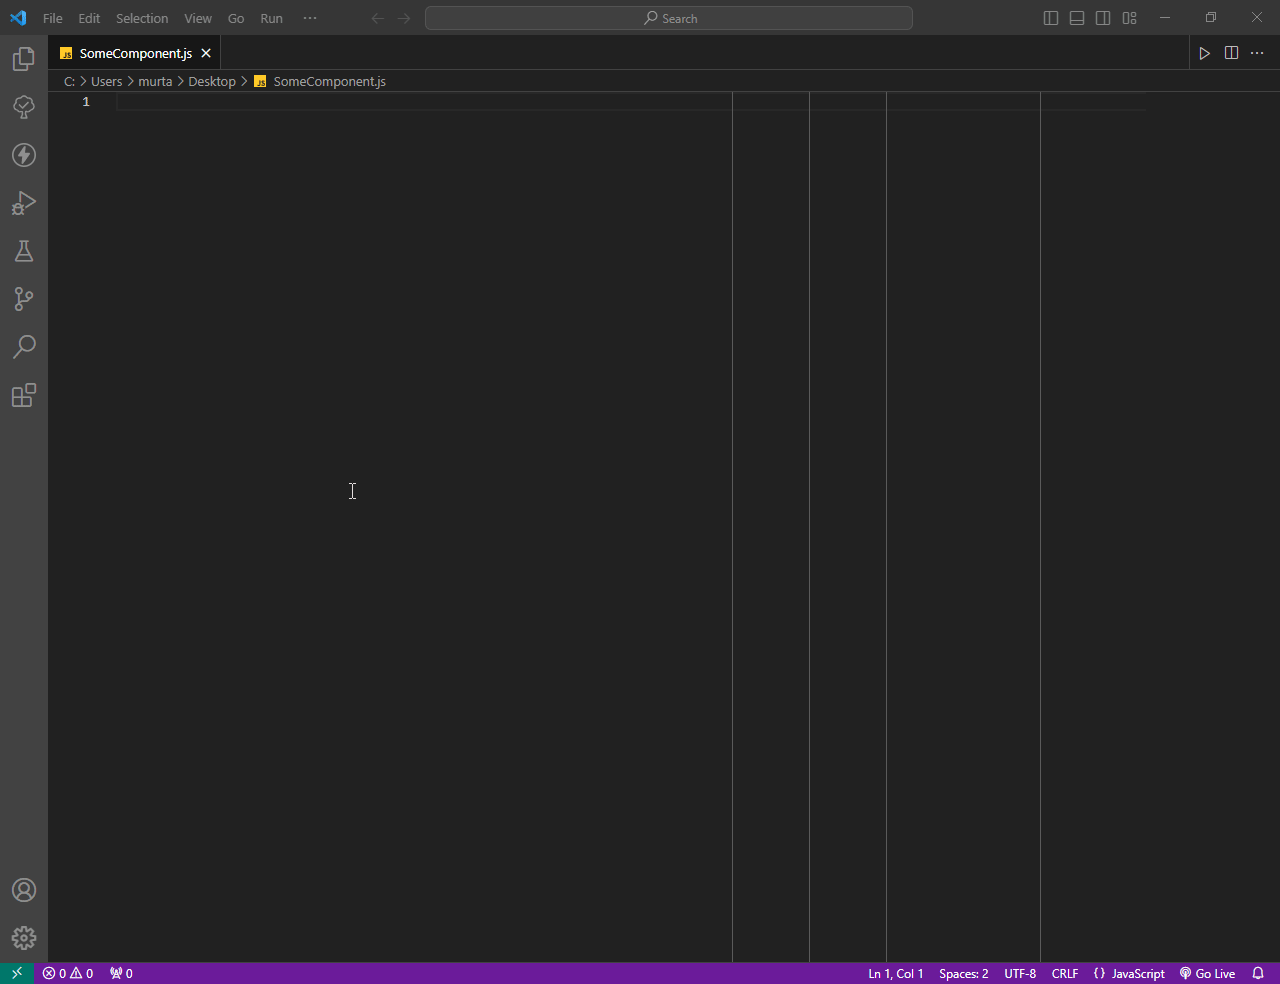 File Edit Selection View Go Run ··· Search
JS SomeComponent.js
C: > Users > murta > Desktop > JS SomeComponent.js
1
0 0 0 Ln 1, Col 1 Spaces: 2 UTF-8 CRLF {} JavaScript Go Live